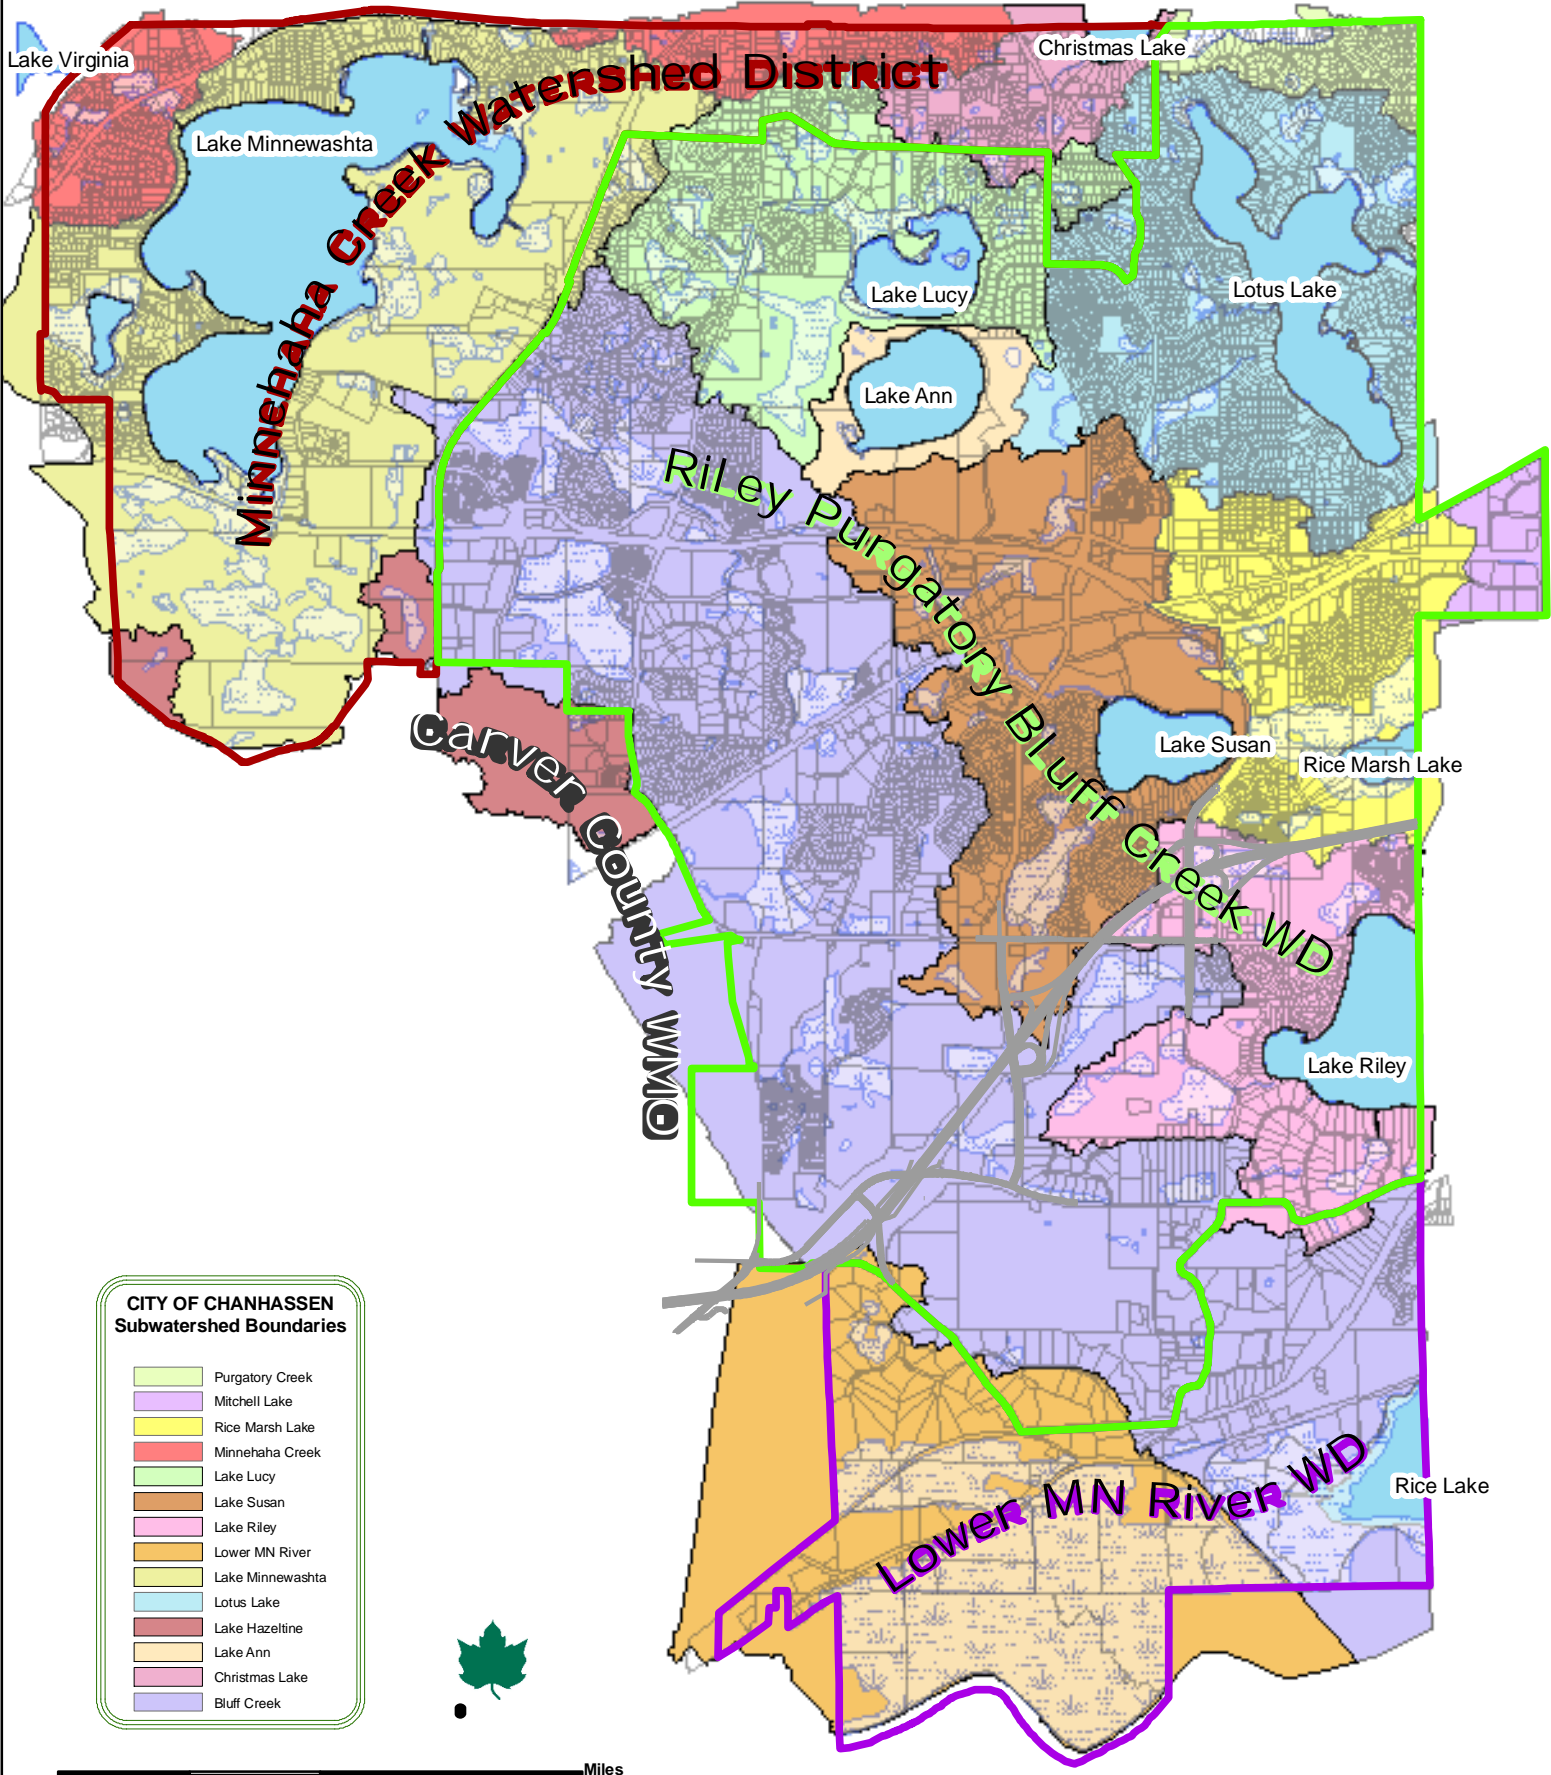 Lake Virginia
Christmas Lake
Minnehaha Creek Watershed District
Lake Minnewashta
Lake Lucy
Lotus Lake
Lake Ann
Riley Purgatory Bluff Creek WD
Lake Susan
Rice Marsh Lake
Carver County WMO
Lake Riley
Lower MN River WD
Rice Lake
CITY OF CHANHASSEN
Subwatershed Boundaries
Purgatory Creek
Mitchell Lake
Rice Marsh Lake
Minnehaha Creek
Lake Lucy
Lake Susan
Lake Riley
Lower MN River
Lake Minnewashta
Lotus Lake
Lake Hazeltine
Lake Ann
Christmas Lake
Bluff Creek
Miles